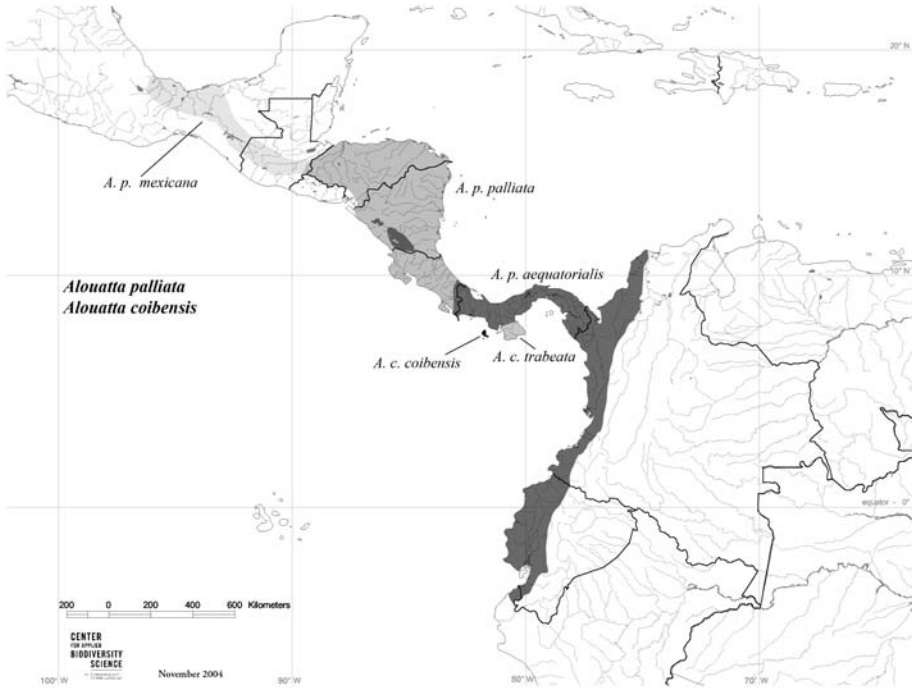 20° N
A. p. mexicana
A. p. palliata
A. p. aequatorialis
10° N
Alouatta palliata
Alouatta coibensis
A. c. coibensis
A. c. trabeata
equator - 0°
200 0 200 400 600 Kilometers
CENTER
FOR APPLIED
BIODIVERSITY
SCIENCE
November 2004
100° W
90° W
80° W
70° W